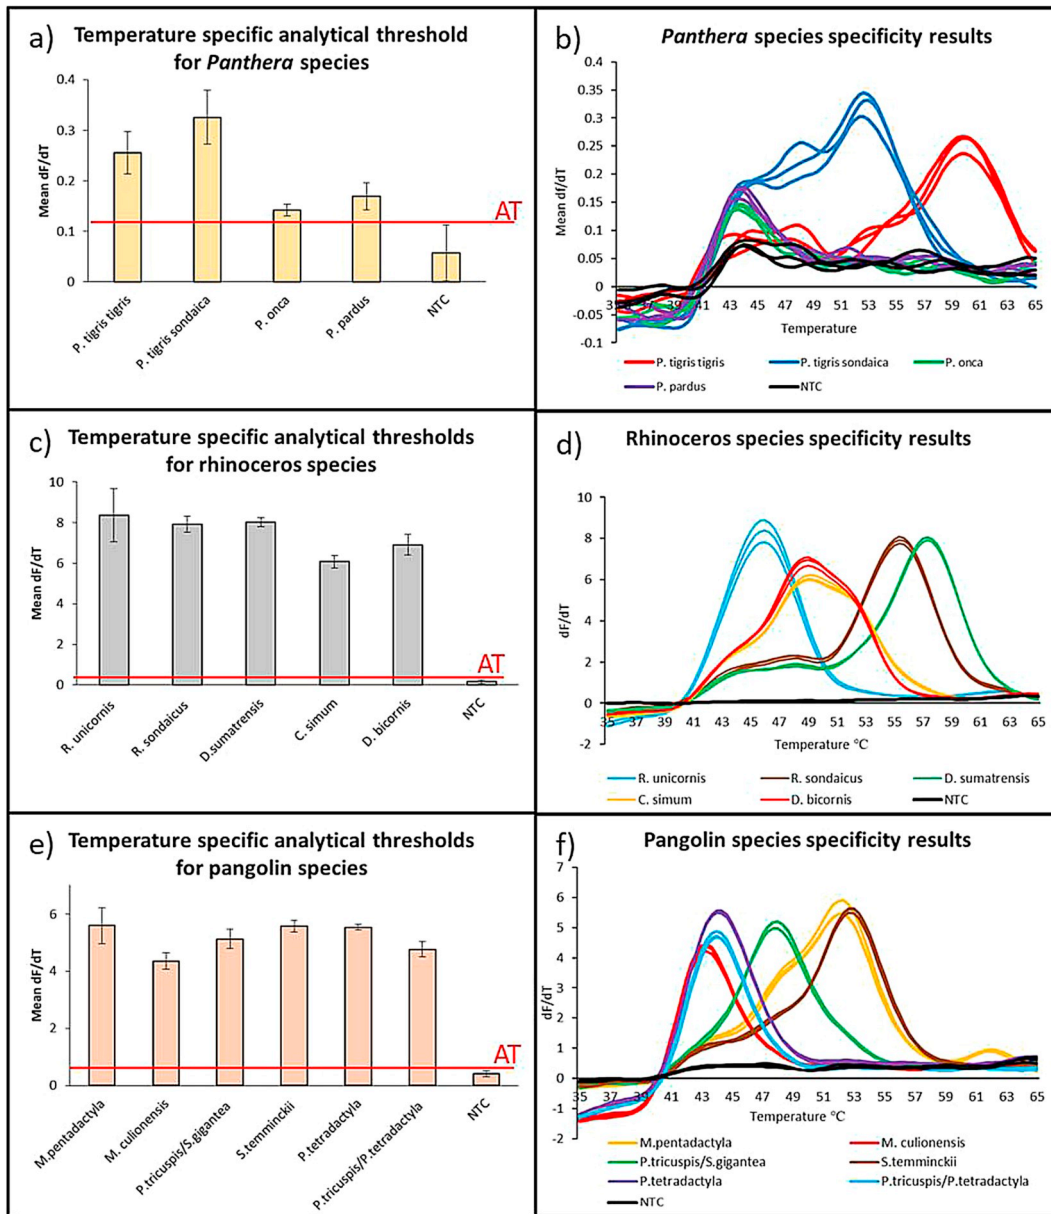 a) Temperature specific analytical threshold
for Panthera species
0.4
0.3
0.2
0.1
0
Mean dF/dT
AT
P. tigris tigris
P. tigris sondaica
P. onca
P. pardus
NTC
b) Panthera species specificity results
0.4
0.35
0.3
0.25
0.2
0.15
0.1
0.05
0
-0.05
-0.1
Mean df/dT
35 37 39 41 43 45 47 49 51 53 55 57 59 61 63 65
Temperature
P. tigris tigris P. tigris sondaica P. onca
P. pardus NTC
c) Temperature specific analytical thresholds
for rhinoceros species
10
8
6
4
2
0
Mean dF/dT
AT
R. unicornis
R. sondaicus
D.sumatrensis
C. simum
D. bicornis
NTC
d) Rhinoceros species specificity results
10
8
6
4
2
0
-2
dF/dT
35 37 39 41 43 45 47 49 51 53 55 57 59 61 63 65
Temperature °C
R. unicornis R. sondaicus D. sumatrensis
C. simum D. bicornis NTC
e) Temperature specific analytical thresholds
for pangolin species
6
4
2
0
Mean dF/dT
AT
M.pentadactyla
M. culionensis
P.tricuspis/S.gigantea
S.temminckii
P.tetradactyla
P.tricuspis/P.tetradactyla
NTC
f) Pangolin species specificity results
7
6
5
4
3
2
1
0
-1
-2
dF/dT
35 37 39 41 43 45 47 49 51 53 55 57 59 61 63 65
Temperature °C
M.pentadactyla M. culionensis
P.tricuspis/S.gigantea S.temminckii
P.tetradactyla P.tricuspis/P.tetradactyla
NTC